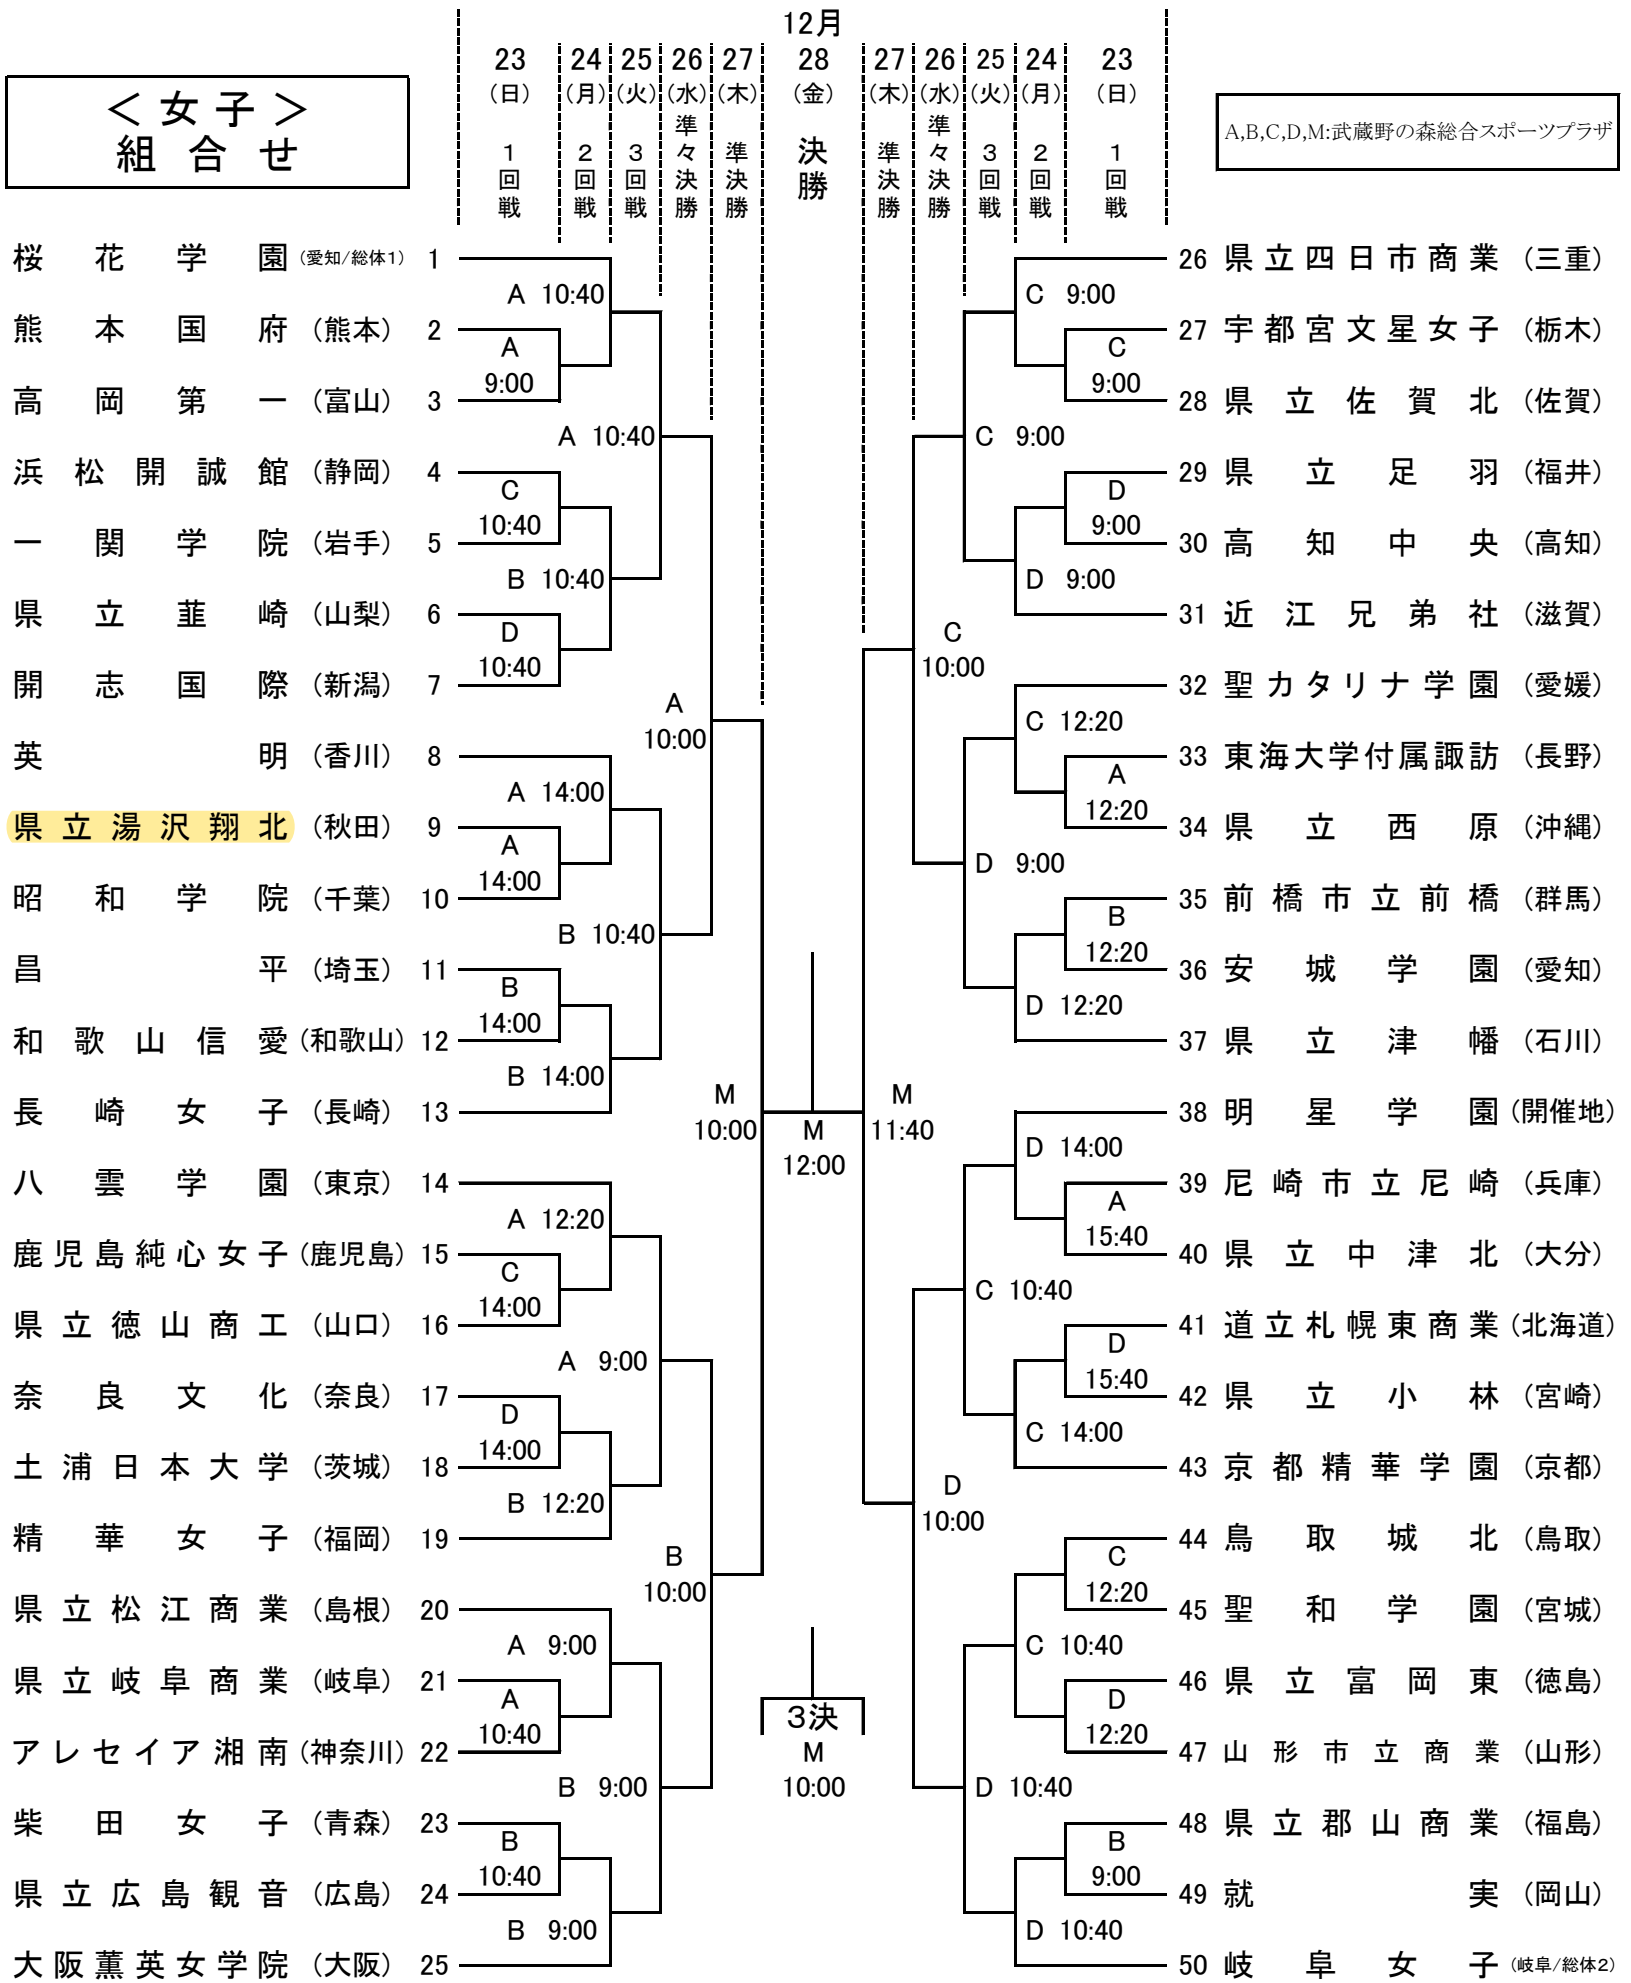 12月
23 24 25 26 27 28 27 26 25 24 23
(日) (月) (火) (水) (木) (金) (木) (水) (火) (月) (日)
1回戦 2回戦 3回戦 準々決勝 準決勝 決勝 準決勝 準々決勝 3回戦 2回戦 1回戦
＜女子＞
組合せ
A,B,C,D,M:武蔵野の森総合スポーツプラザ
桜花学園 (愛知/総体1) 1
A 10:40
熊本国府 (熊本) 2
A
9:00
高岡第一 (富山) 3
A 10:40
浜松開誠館 (静岡) 4
C
10:40
一関学院 (岩手) 5
B 10:40
県立韮崎 (山梨) 6
D
10:40
開志国際 (新潟) 7
A
10:00
英明 (香川) 8
A 14:00
県立湯沢翔北 (秋田) 9
A
14:00
昭和学院 (千葉) 10
B 10:40
昌平 (埼玉) 11
B
14:00
和歌山信愛 (和歌山) 12
B 14:00
長崎女子 (長崎) 13
M
10:00
八雲学園 (東京) 14
A 12:20
鹿児島純心女子 (鹿児島) 15
C
14:00
県立徳山商工 (山口) 16
A 9:00
奈良文化 (奈良) 17
D
14:00
土浦日本大学 (茨城) 18
B 12:20
精華女子 (福岡) 19
B
10:00
県立松江商業 (島根) 20
A 9:00
県立岐阜商業 (岐阜) 21
A
10:40
アレセイア湘南 (神奈川) 22
B 9:00
柴田女子 (青森) 23
B
10:40
県立広島観音 (広島) 24
B 9:00
大阪薫英女学院 (大阪) 25
M
12:00
3決
M
10:00
26 県立四日市商業 (三重)
C 9:00
27 宇都宮文星女子 (栃木)
C
9:00
28 県立佐賀北 (佐賀)
C 9:00
29 県立足羽 (福井)
D
9:00
30 高知中央 (高知)
D 9:00
31 近江兄弟社 (滋賀)
C
10:00
32 聖カタリナ学園 (愛媛)
C 12:20
33 東海大学付属諏訪 (長野)
A
12:20
34 県立西原 (沖縄)
D 9:00
35 前橋市立前橋 (群馬)
B
12:20
36 安城学園 (愛知)
D 12:20
37 県立津幡 (石川)
M
11:40
38 明星学園 (開催地)
D 14:00
39 尼崎市立尼崎 (兵庫)
A
15:40
40 県立中津北 (大分)
C 10:40
41 道立札幌東商業 (北海道)
D
15:40
42 県立小林 (宮崎)
C 14:00
43 京都精華学園 (京都)
D
10:00
44 鳥取城北 (鳥取)
C
12:20
45 聖和学園 (宮城)
C 10:40
46 県立富岡東 (徳島)
D
12:20
47 山形市立商業 (山形)
D 10:40
48 県立郡山商業 (福島)
B
9:00
49 就実 (岡山)
D 10:40
50 岐阜女子 (岐阜/総体2)